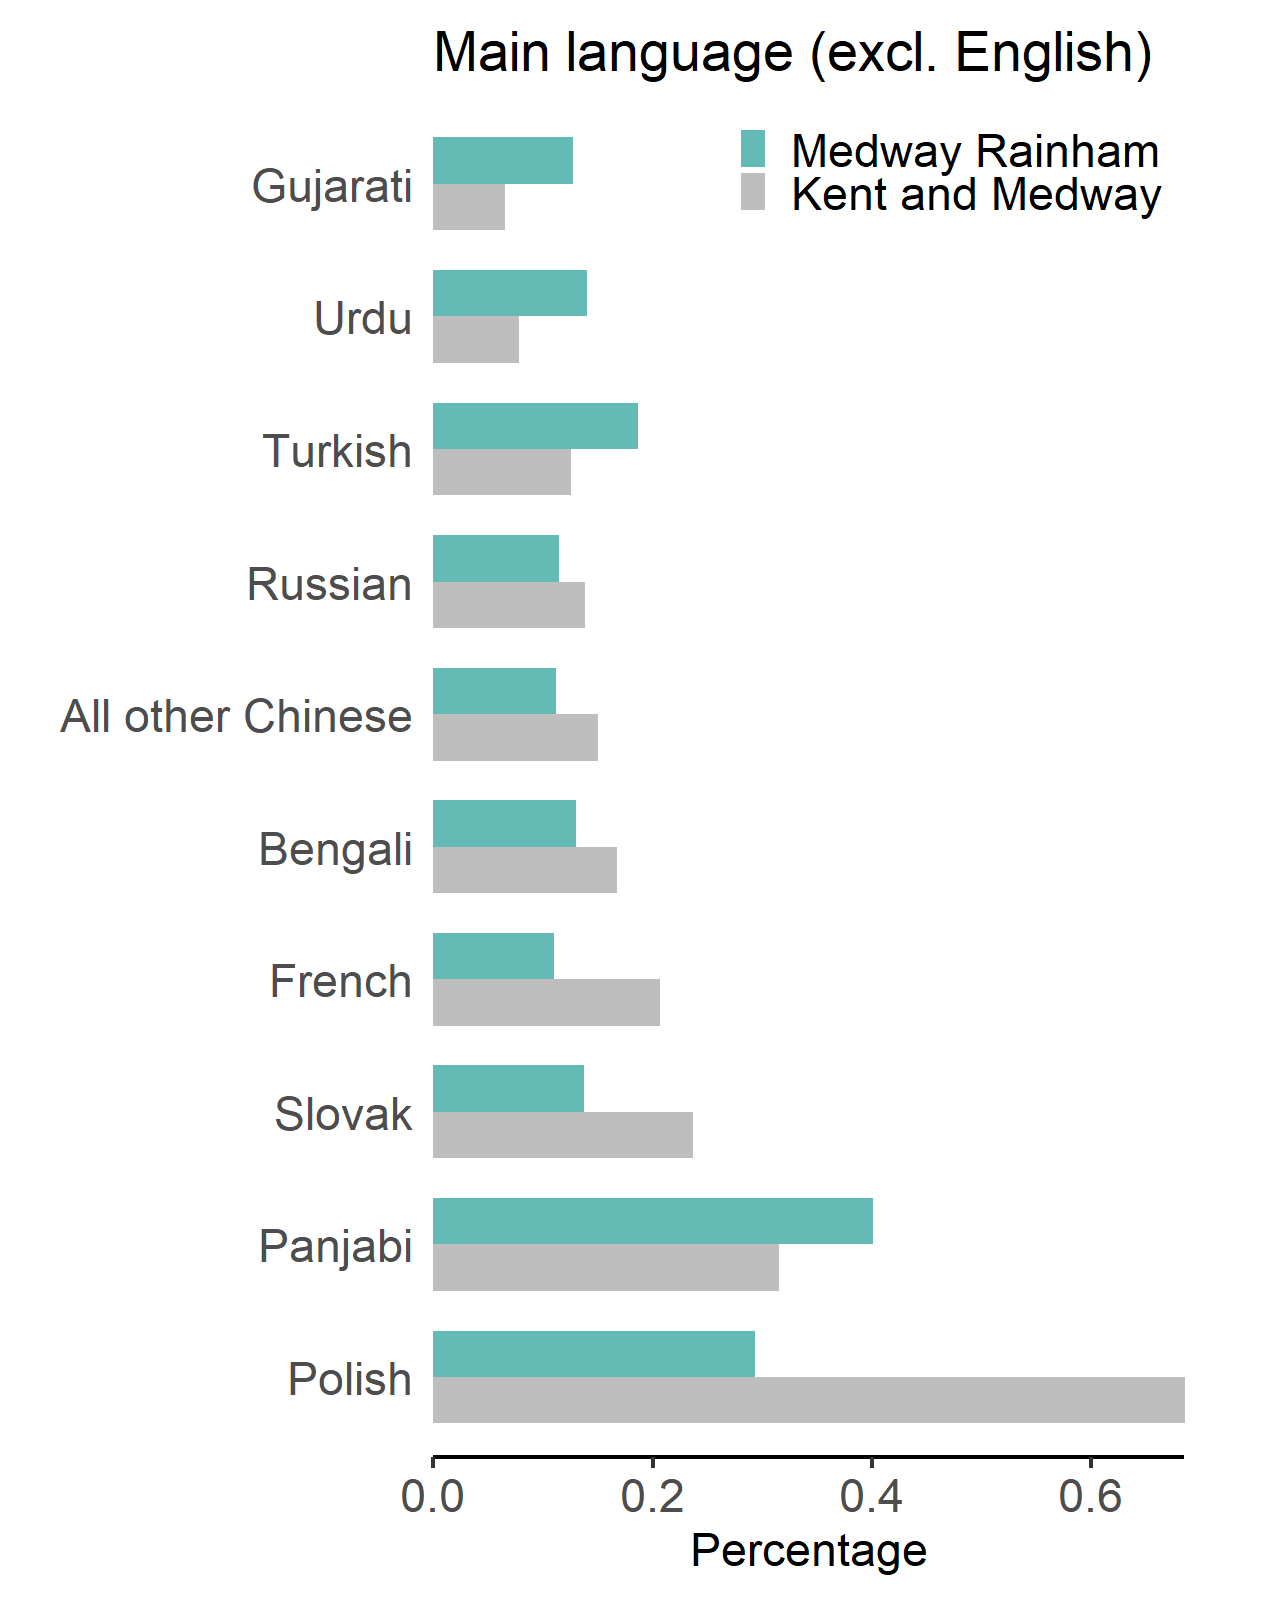 Main language (excl. English)
Medway Rainham
Kent and Medway
Gujarati
Urdu
Turkish
Russian
All other Chinese
Bengali
French
Slovak
Panjabi
Polish
0.0 0.2 0.4 0.6
Percentage